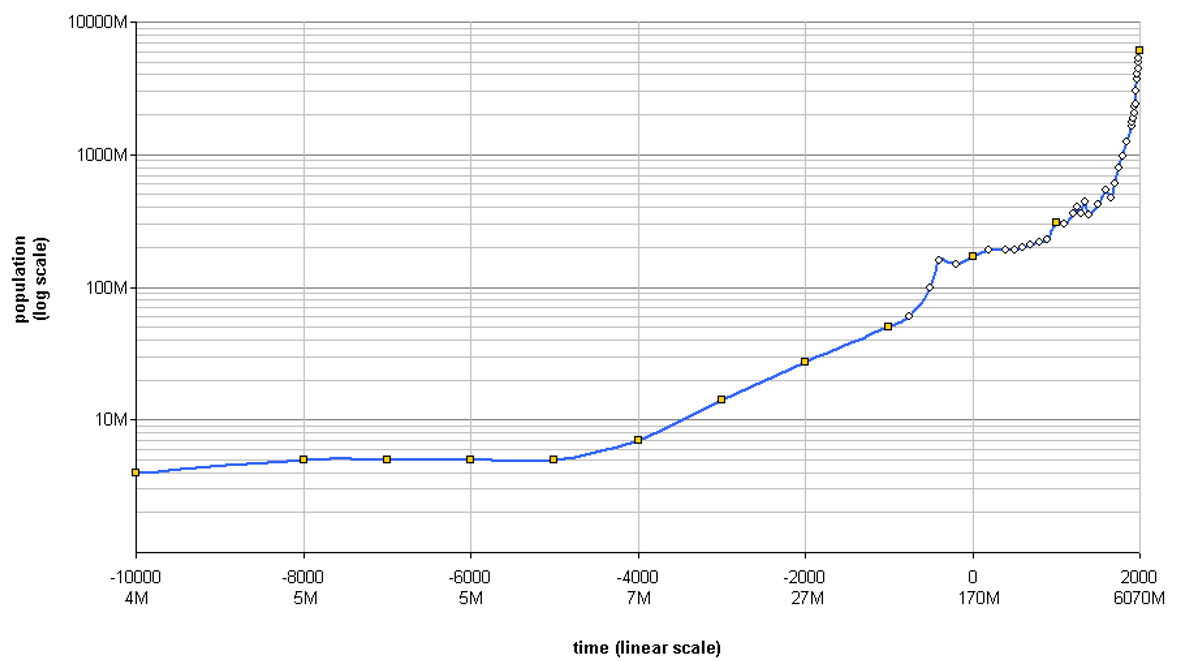 10000M
1000M
population
(log scale)
100M
10M
-10000 -8000 -6000 -4000 -2000 0 2000
4M 5M 5M 7M 27M 170M 6070M
time (linear scale)